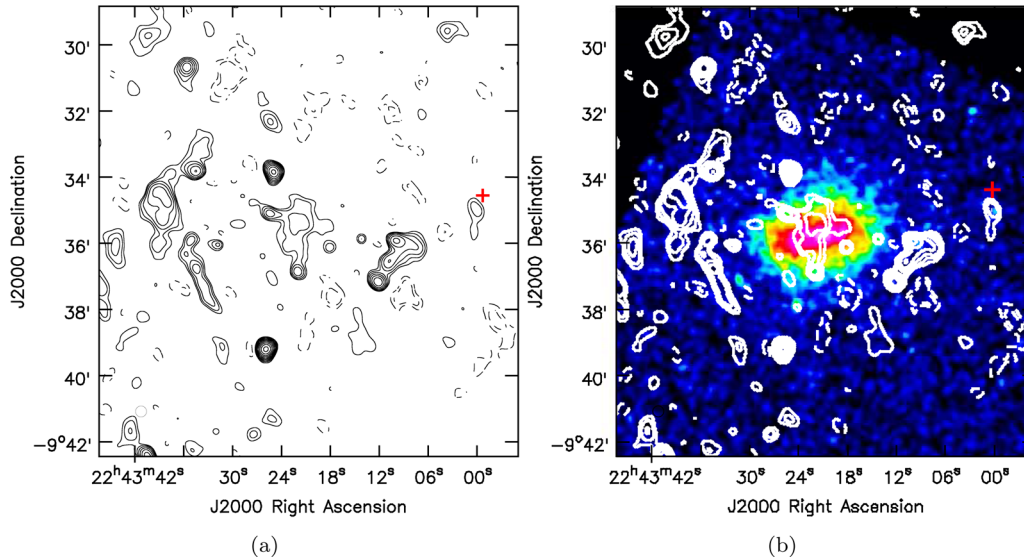 30'
32'
34'
36'
38'
40'
−9°42'
22ʰ43ᵐ42ˢ 30ˢ 24ˢ 18ˢ 12ˢ 06ˢ 00ˢ
J2000 Declination
J2000 Right Ascension
(a)
30'
32'
34'
36'
38'
40'
−9°42'
22ʰ43ᵐ42ˢ 30ˢ 24ˢ 18ˢ 12ˢ 06ˢ 00ˢ
J2000 Declination
J2000 Right Ascension
(b)